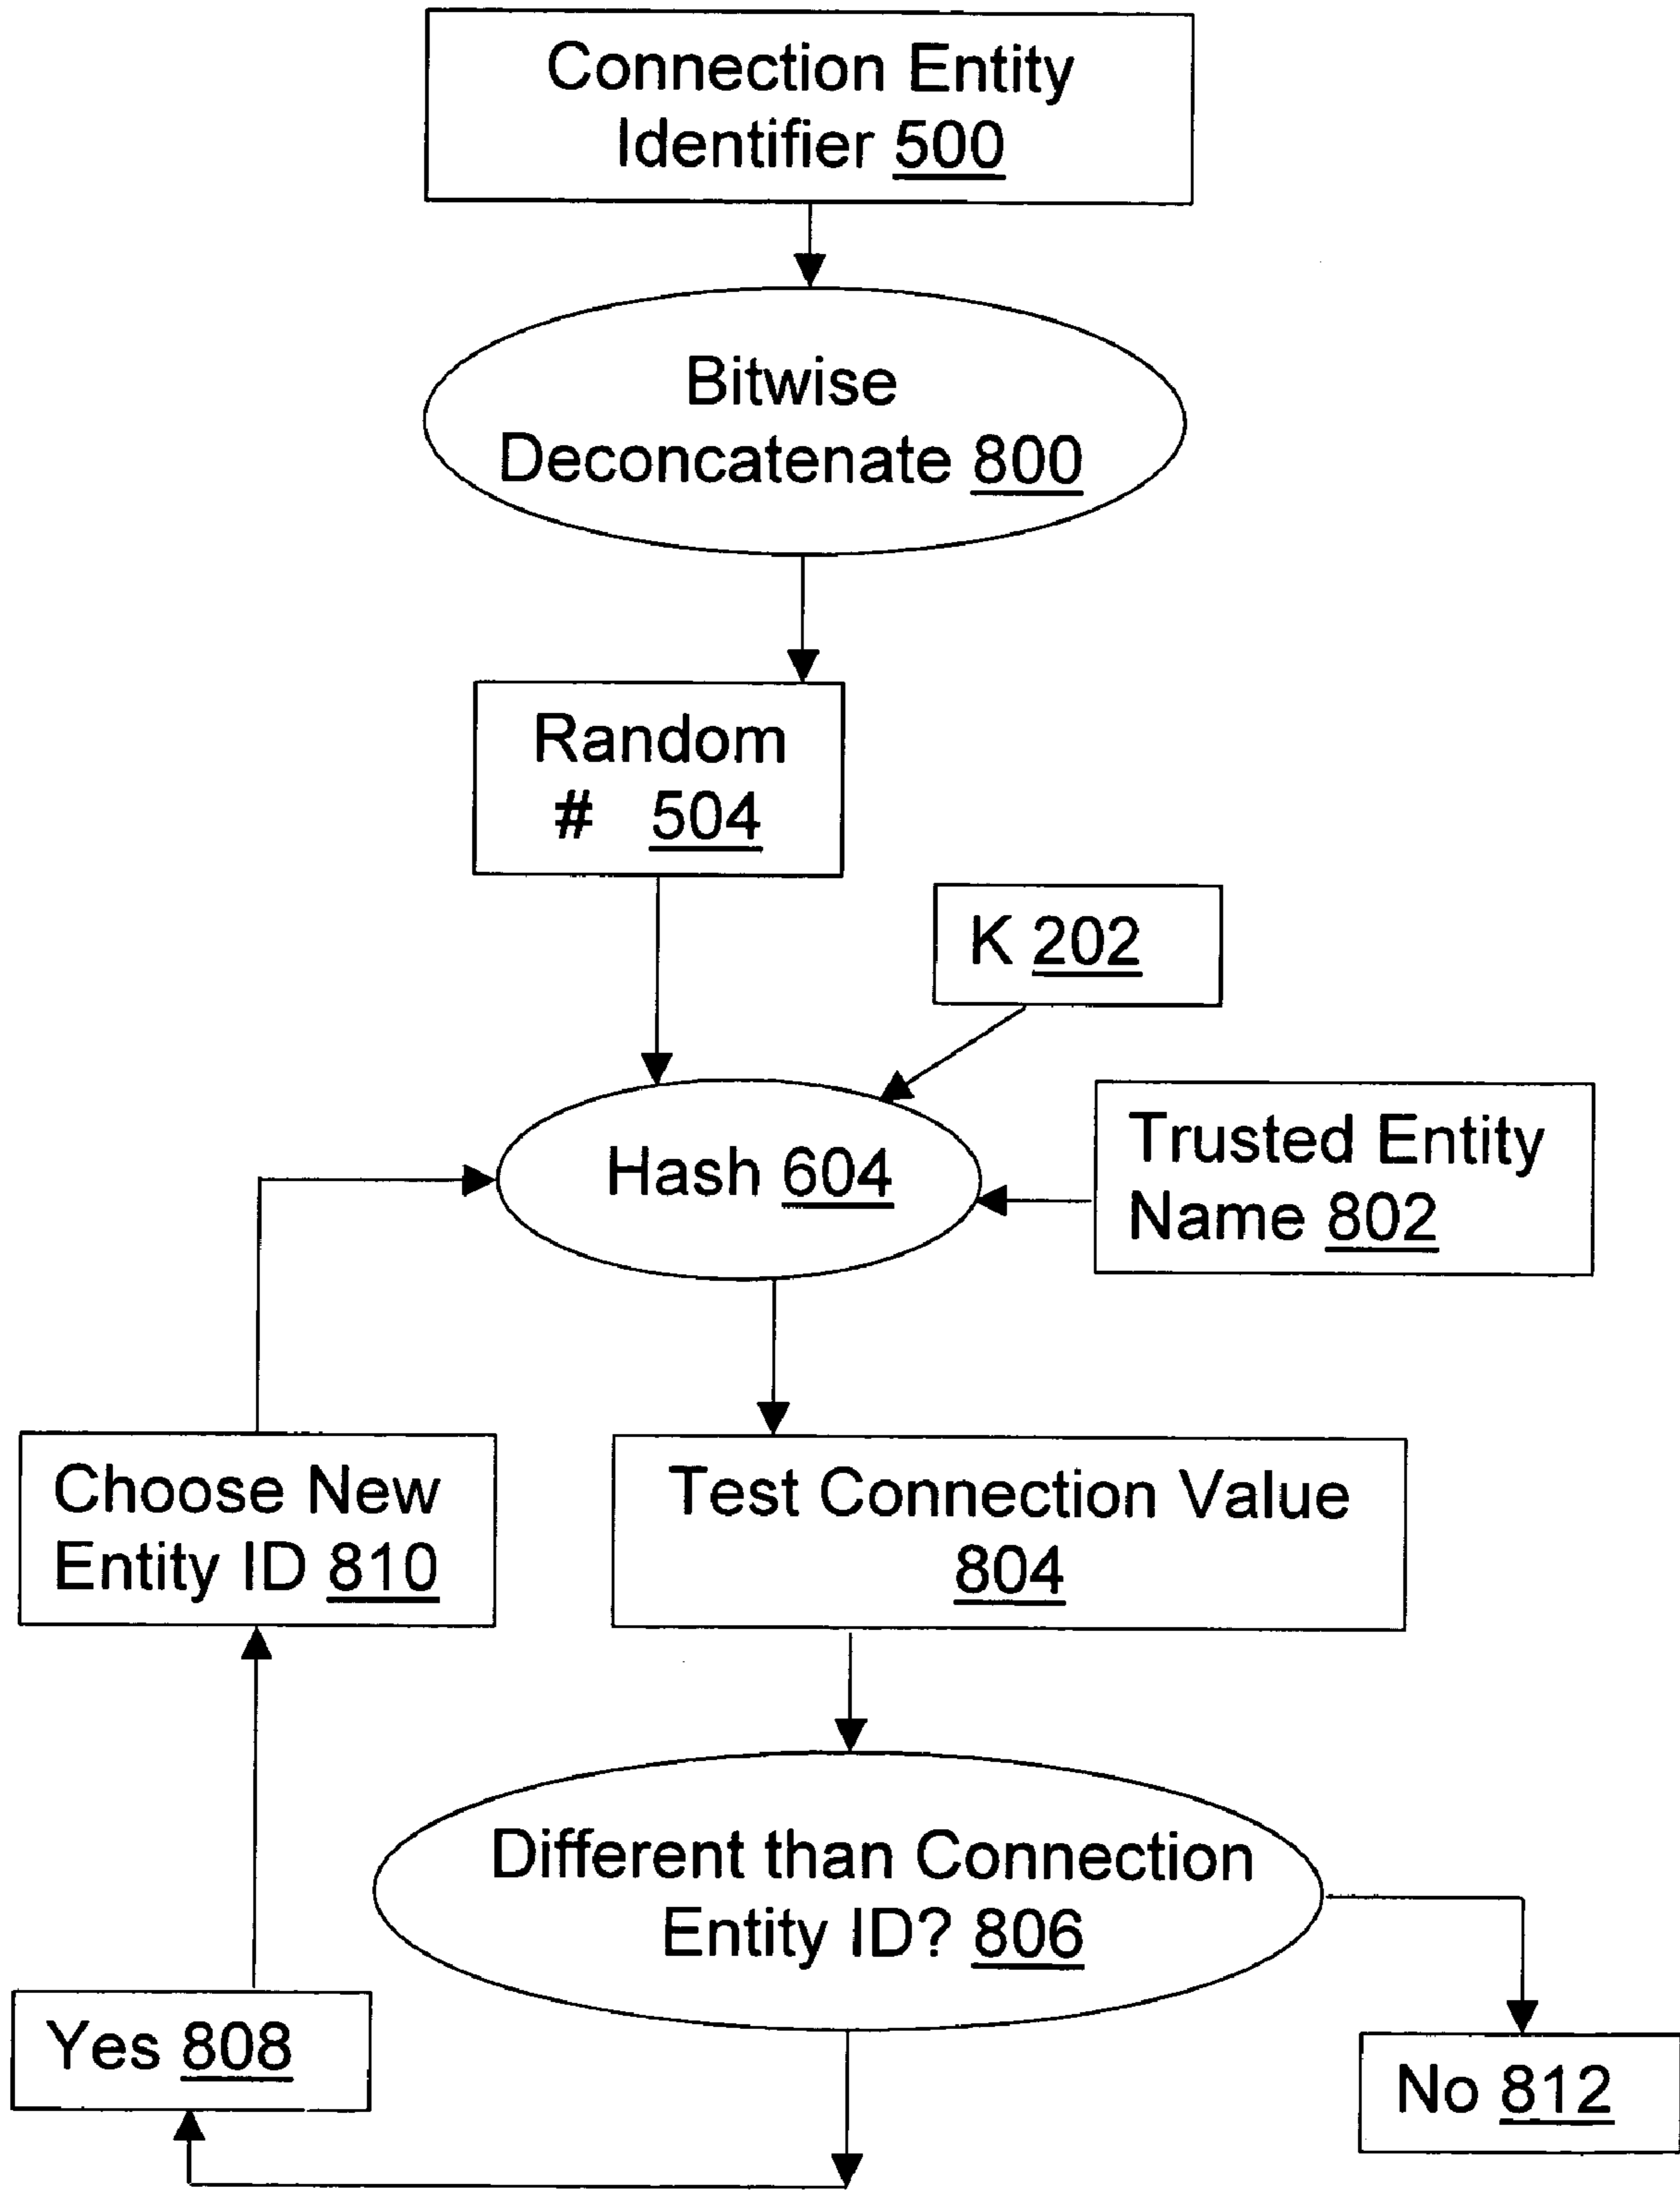 Connection Entity
Identifier 500
Bitwise
Deconcatenate 800
Random
# 504
K 202
Hash 604
Trusted Entity
Name 802
Choose New
Entity ID 810
Test Connection Value
804
Different than Connection
Entity ID? 806
Yes 808
No 812